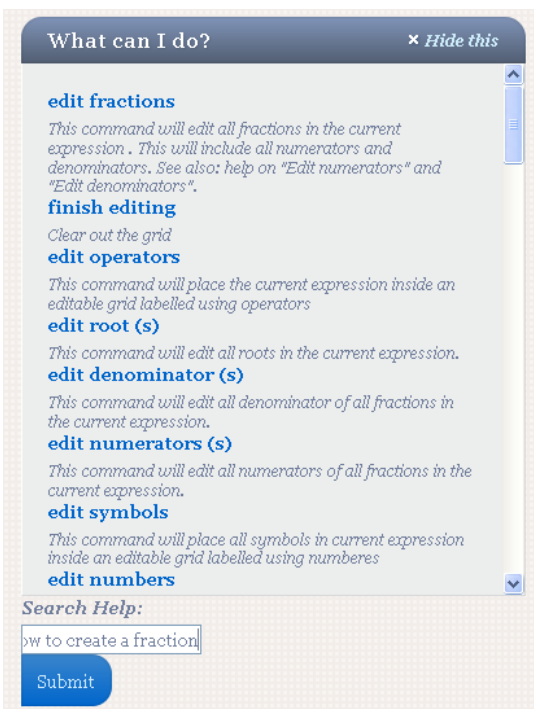 What can I do?
× Hide this
edit fractions
This command will edit all fractions in the current
expression . This will include all numerators and
denominators. See also: help on "Edit numerators" and
"Edit denominators".
finish editing
Clear out the grid
edit operators
This command will place the current expression inside an
editable grid labelled using operators
edit root (s)
This command will edit all roots in the current expression.
edit denominator (s)
This command will edit all denominator of all fractions in
the current expression.
edit numerators (s)
This command will edit all numerators of all fractions in the
current expression.
edit symbols
This command will place all symbols in current expression
inside an editable grid labelled using numberes
edit numbers
Search Help:
ow to create a fraction
Submit